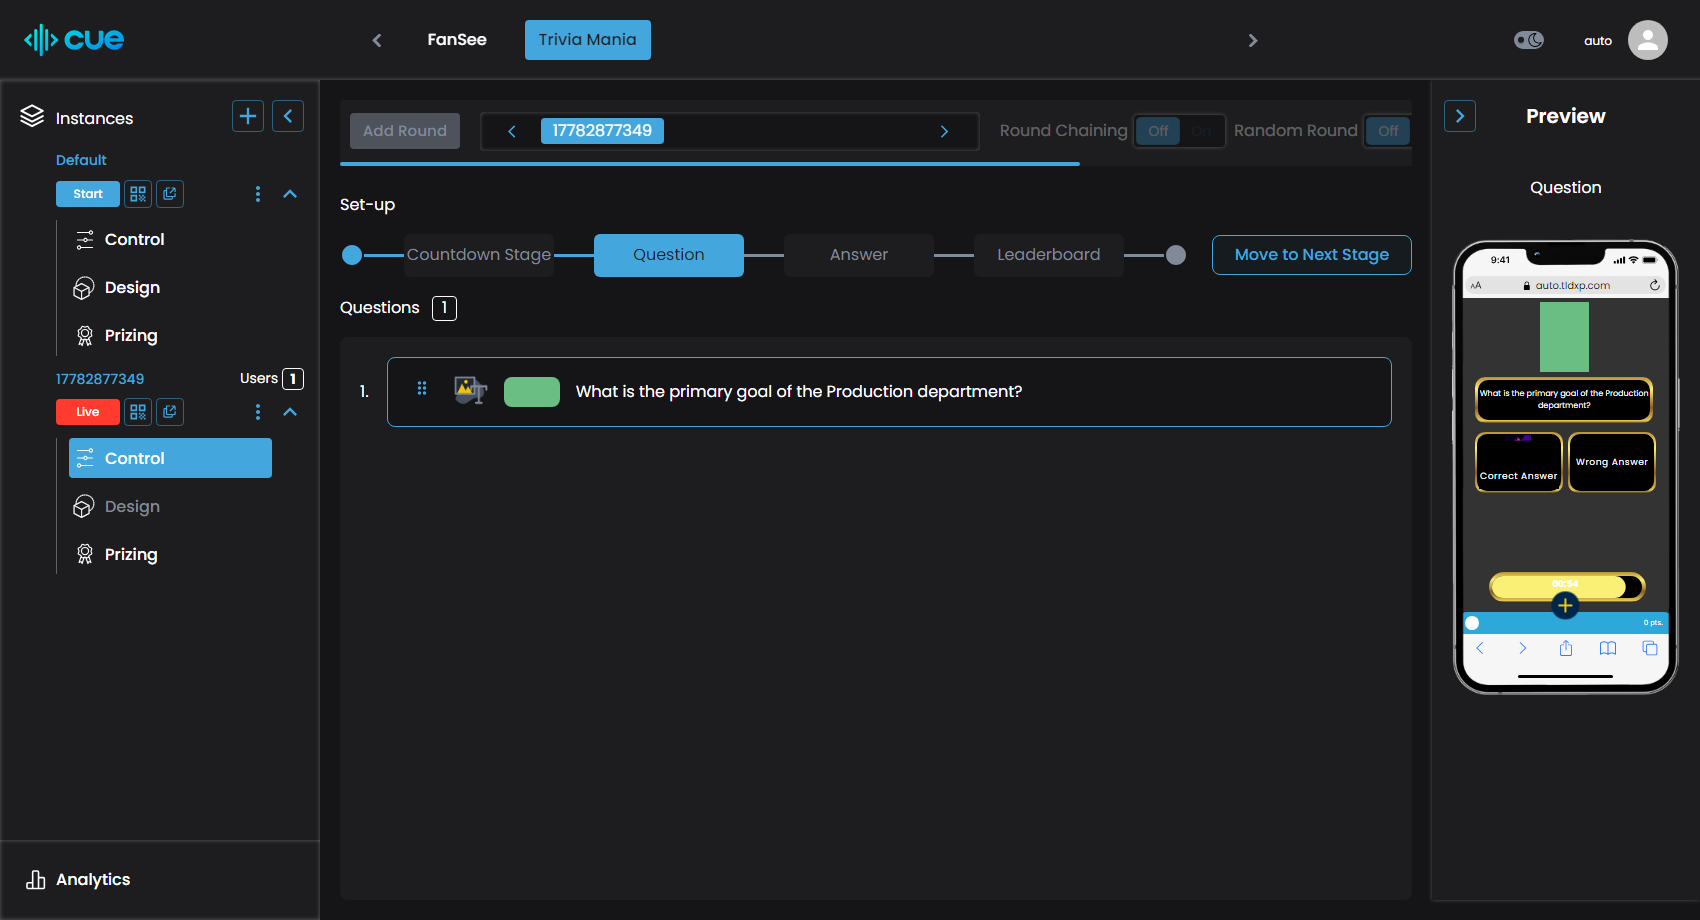 cue
FanSee
Trivia Mania
auto
Instances
Default
Start
Control
Design
Prizing
17782877349
Users 1
Live
Control
Design
Prizing
Analytics
Add Round
17782877349
Round Chaining
Off
On
Random Round
Off
Set-up
Countdown Stage
Question
Answer
Leaderboard
Move to Next Stage
Questions 1
1.
What is the primary goal of the Production department?
Preview
Question
9:41
AA
auto.tldxp.com
What is the primary goal of the Production
department?
Correct Answer
Wrong Answer
0 pts.